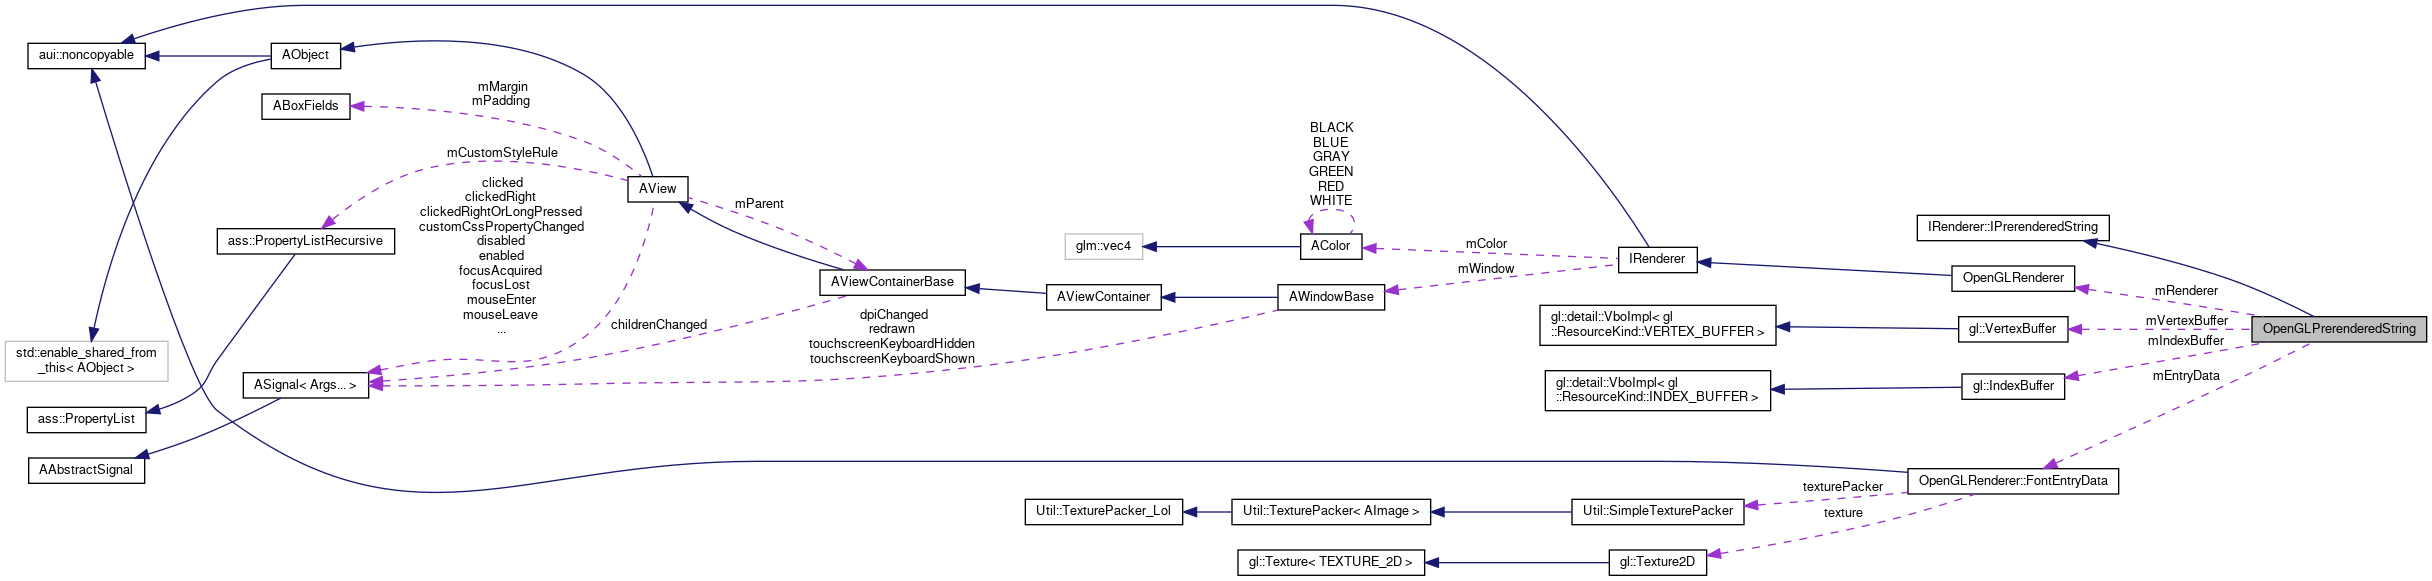 aui::noncopyable
AObject
ABoxFields
mMargin
mPadding
mCustomStyleRule
clicked
clickedRight
clickedRightOrLongPressed
customCssPropertyChanged
disabled
enabled
focusAcquired
focusLost
mouseEnter
mouseLeave
...
ass::PropertyListRecursive
std::enable_shared_from
_this< AObject >
ASignal< Args... >
ass::PropertyList
AAbstractSignal
AView
mParent
AViewContainerBase
childrenChanged
dpiChanged
redrawn
touchscreenKeyboardHidden
touchscreenKeyboardShown
AViewContainer
glm::vec4
BLACK
BLUE
GRAY
GREEN
RED
WHITE
AColor
AWindowBase
mColor
mWindow
IRenderer
IRenderer::IPrerenderedString
OpenGLRenderer
mRenderer
gl::detail::VboImpl< gl
::ResourceKind::VERTEX_BUFFER >
gl::VertexBuffer
mVertexBuffer
OpenGLPrerenderedString
mIndexBuffer
gl::detail::VboImpl< gl
::ResourceKind::INDEX_BUFFER >
gl::IndexBuffer
mEntryData
OpenGLRenderer::FontEntryData
texturePacker
texture
Util::TexturePacker_Lol
Util::TexturePacker< AImage >
Util::SimpleTexturePacker
gl::Texture< TEXTURE_2D >
gl::Texture2D